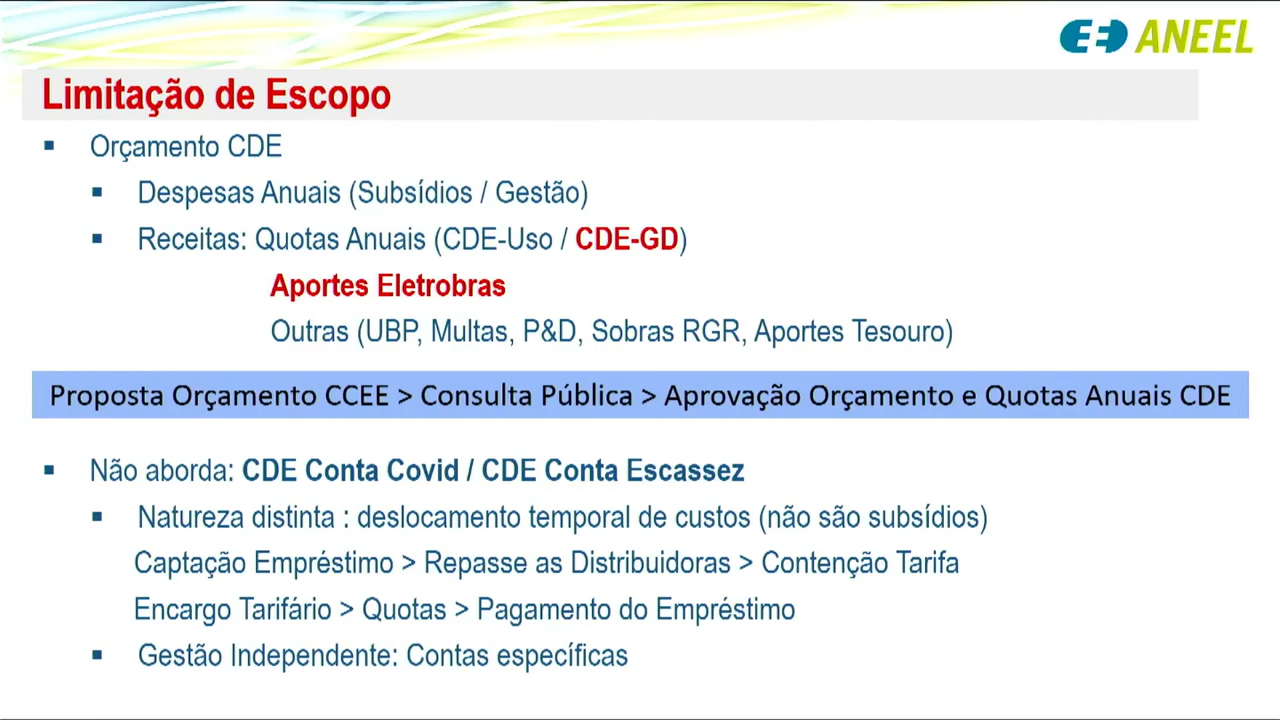 ANEEL
Limitação de Escopo
▪ Orçamento CDE
▪ Despesas Anuais (Subsídios / Gestão)
▪ Receitas: Quotas Anuais (CDE-Uso / CDE-GD)
Aportes Eletrobras
Outras (UBP, Multas, P&D, Sobras RGR, Aportes Tesouro)
Proposta Orçamento CCEE > Consulta Pública > Aprovação Orçamento e Quotas Anuais CDE
▪ Não aborda: CDE Conta Covid / CDE Conta Escassez
▪ Natureza distinta : deslocamento temporal de custos (não são subsídios)
Captação Empréstimo > Repasse as Distribuidoras > Contenção Tarifa
Encargo Tarifário > Quotas > Pagamento do Empréstimo
▪ Gestão Independente: Contas específicas